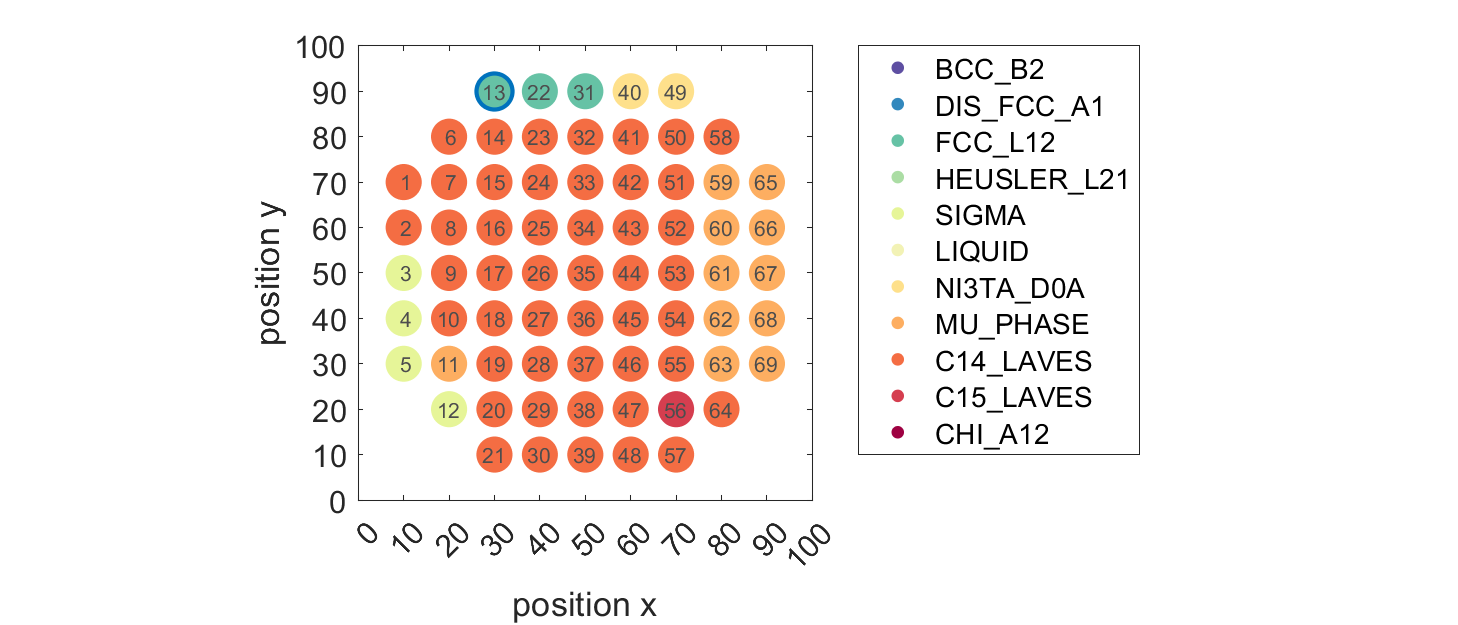 100
90
80
70
60
50
40
30
20
10
0
position y
13 22 31 40 49
6 14 23 32 41 50 58
1 7 15 24 33 42 51 59 65
2 8 16 25 34 43 52 60 66
3 9 17 26 35 44 53 61 67
4 10 18 27 36 45 54 62 68
5 11 19 28 37 46 55 63 69
12 20 29 38 47 56 64
21 30 39 48 57
0 10 20 30 40 50 60 70 80 90 100
position x
BCC_B2
DIS_FCC_A1
FCC_L12
HEUSLER_L21
SIGMA
LIQUID
NI3TA_D0A
MU_PHASE
C14_LAVES
C15_LAVES
CHI_A12